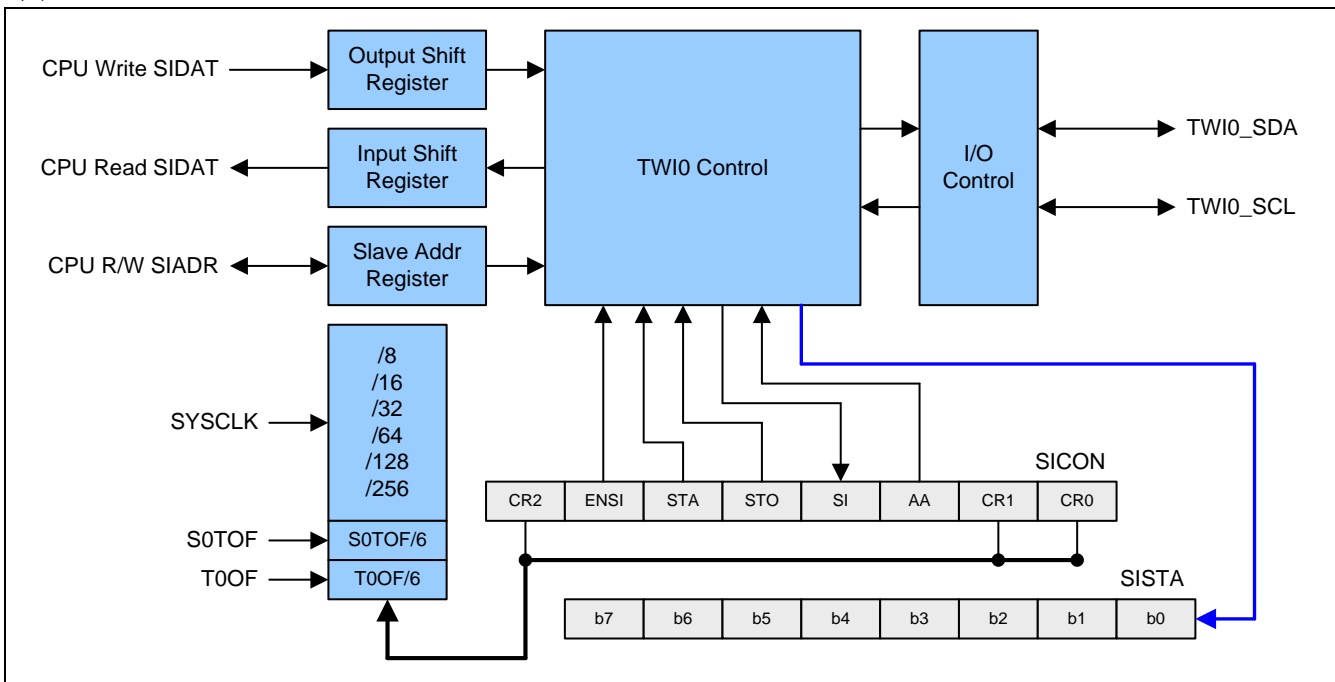 CPU Write SIDAT
Output Shift
Register
CPU Read SIDAT
Input Shift
Register
CPU R/W SIADR
Slave Addr
Register
TWI0 Control
I/O
Control
TWI0_SDA
TWI0_SCL
SYSCLK
/8
/16
/32
/64
/128
/256
S0TOF
S0TOF/6
T0OF
T0OF/6
SICON
CR2 ENSI STA STO SI AA CR1 CR0
SISTA
b7 b6 b5 b4 b3 b2 b1 b0